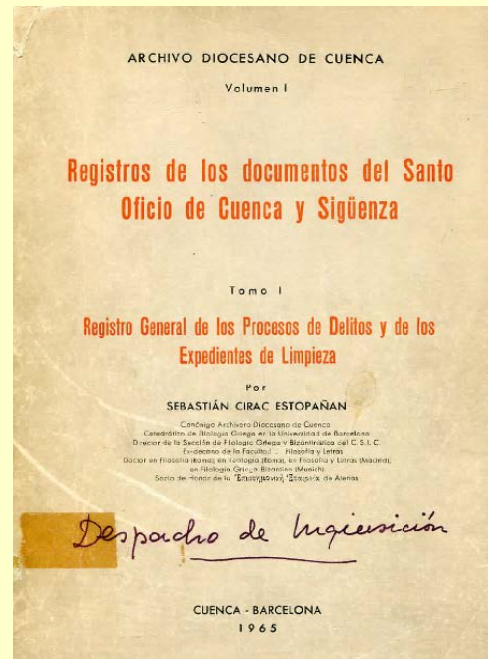 ARCHIVO DIOCESANO DE CUENCA
Volumen I
Registros de los documentos del Santo
Oficio de Cuenca y Sigüenza
Tomo I
Registro General de los Procesos de Delitos y de los
Expedientes de Limpieza
Por
SEBASTIÁN CIRAC ESTOPAÑAN
Canónigo Archivero Diocesano de Cuenca
Catedrático de Filología Griega en la Universidad de Barcelona
Director de la Sección de Filología Griega y Bizantinística del C. S. I. C.
Ex-decano de la Facultad de Filosofía y Letras
Doctor en Filosofía (Roma), en Teología (Roma), en Filosofía y Letras (Madrid),
en Filología Griega Bizantina (Munich)
Socio de Honor de la Ἐπιστημονικὴ Ἑταιρεία de Atenas
Despacho de Inquisición
CUENCA - BARCELONA
1965